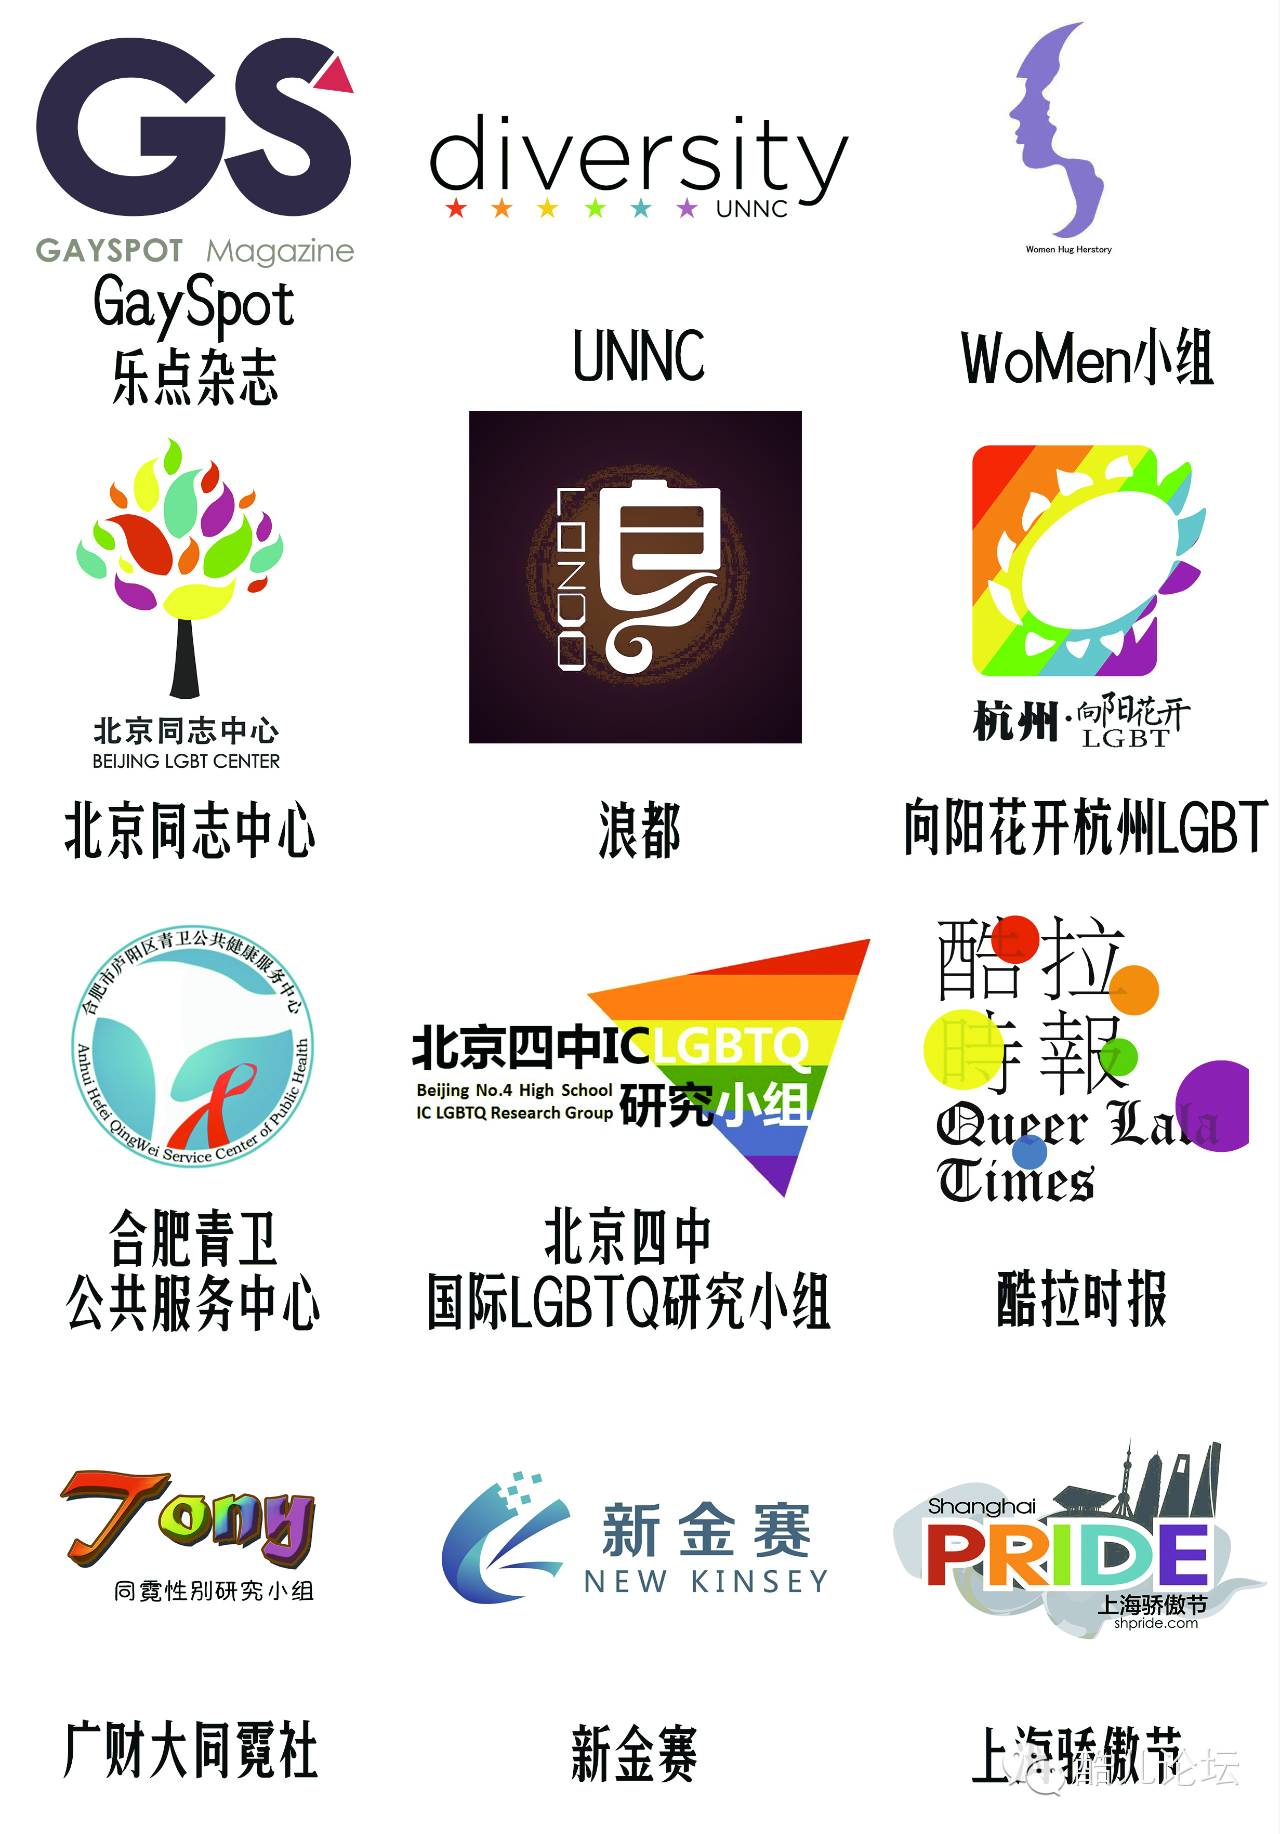 GS
GAYSPOT Magazine
GaySpot
乐点杂志
diversity
UNNC
UNNC
Women Hug Herstory
WoMen小组
北京同志中心
BEIJING LGBT CENTER
北京同志中心
LONDO
浪都
杭州·向阳花开
LGBT
向阳花开杭州LGBT
合肥市庐阳区青卫公共健康服务中心
Anhui Hefei QingWei Service Center of Public Health
合肥青卫
公共服务中心
北京四中IC LGBTQ
Beijing No.4 High School
IC LGBTQ Research Group
研究小组
北京四中
国际LGBTQ研究小组
酷拉
時報
Queer Lala
Times
酷拉时报
Tony
同霓性别研究小组
广财大同霓社
新金赛
NEW KINSEY
新金赛
Shanghai
PRIDE
上海骄傲节
shpride.com
上海骄傲节
酷儿论坛